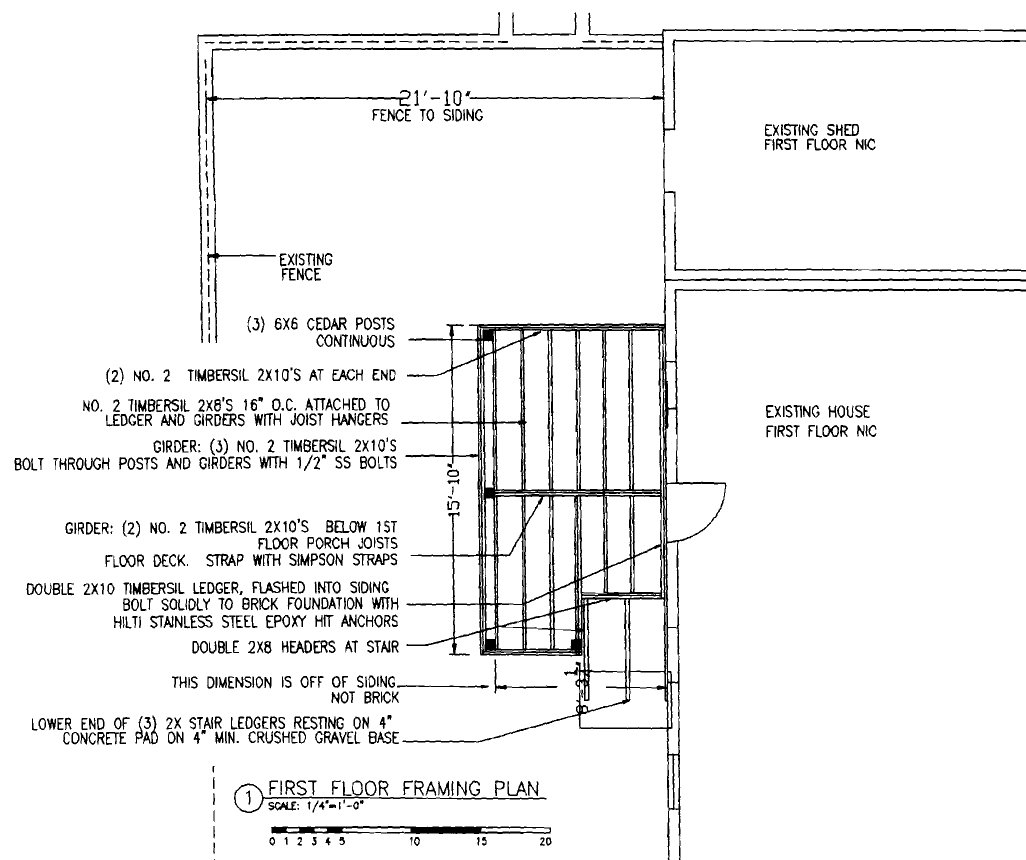 21'-10"
FENCE TO SIDING
EXISTING SHED
FIRST FLOOR NIC
EXISTING
FENCE
(3) 6X6 CEDAR POSTS
CONTINUOUS
(2) NO. 2 TIMBERSIL 2X10'S AT EACH END
NO. 2 TIMBERSIL 2X8'S 16" O.C. ATTACHED TO
LEDGER AND GIRDERS WITH JOIST HANGERS
GIRDER: (3) NO. 2 TIMBERSIL 2X10'S
BOLT THROUGH POSTS AND GIRDERS WITH 1/2" SS BOLTS
15'-10"
EXISTING HOUSE
FIRST FLOOR NIC
GIRDER: (2) NO. 2 TIMBERSIL 2X10'S BELOW 1ST
FLOOR PORCH JOISTS
FLOOR DECK. STRAP WITH SIMPSON STRAPS
DOUBLE 2X10 TIMBERSIL LEDGER, FLASHED INTO SIDING
BOLT SOLIDLY TO BRICK FOUNDATION WITH
HILTI STAINLESS STEEL EPOXY HIT ANCHORS
DOUBLE 2X8 HEADERS AT STAIR
THIS DIMENSION IS OFF OF SIDING
NOT BRICK
LOWER END OF (3) 2X STAIR LEDGERS RESTING ON 4"
CONCRETE PAD ON 4" MIN. CRUSHED GRAVEL BASE
1 FIRST FLOOR FRAMING PLAN
SCALE: 1/4"=1'-0"
0 1 2 3 4 5 10 15 20